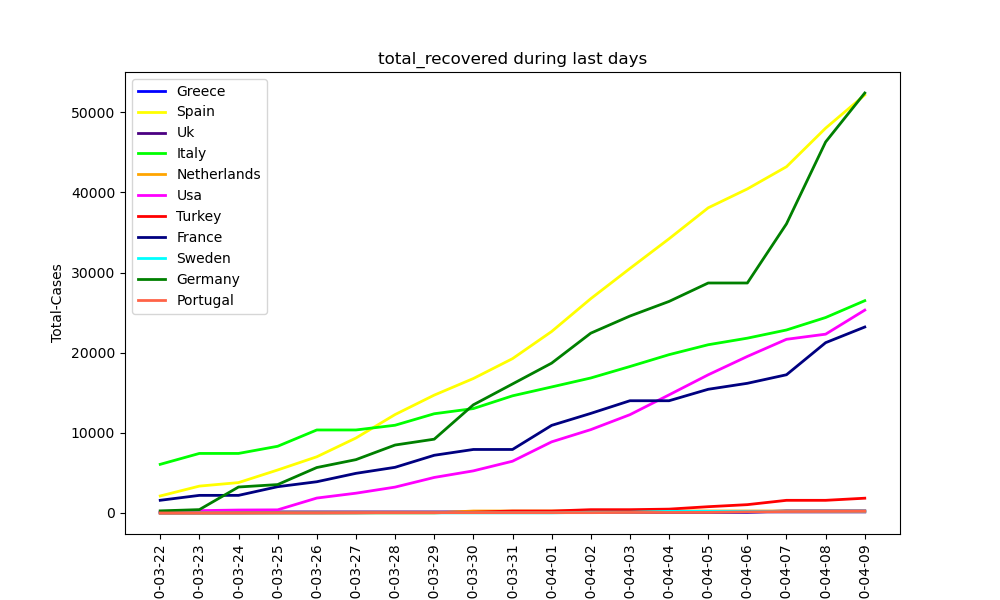 total_recovered during last days
Total-Cases
50000
40000
30000
20000
10000
0
Greece
Spain
Uk
Italy
Netherlands
Usa
Turkey
France
Sweden
Germany
Portugal
0-03-22
0-03-23
0-03-24
0-03-25
0-03-26
0-03-27
0-03-28
0-03-29
0-03-30
0-03-31
0-04-01
0-04-02
0-04-03
0-04-04
0-04-05
0-04-06
0-04-07
0-04-08
0-04-09